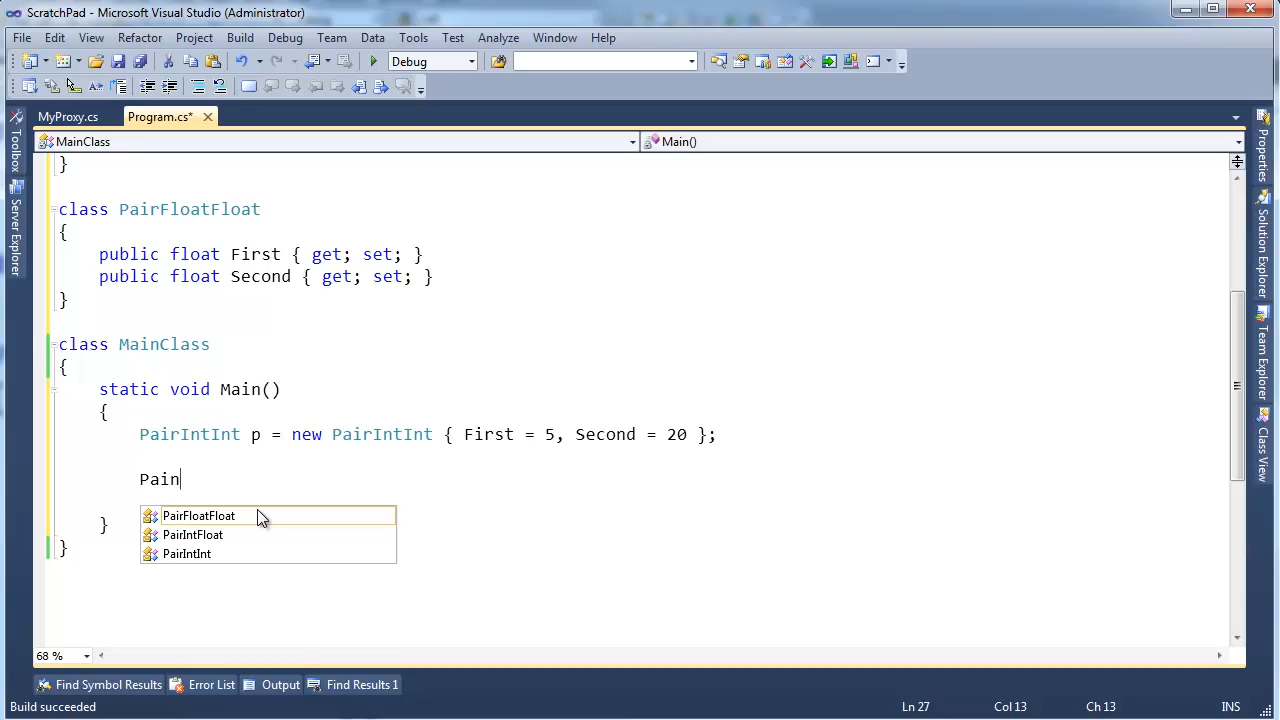 ScratchPad - Microsoft Visual Studio (Administrator)
File Edit View Refactor Project Build Debug Team Data Tools Test Analyze Window Help
Debug
MyProxy.cs Program.cs*
MainClass Main()
}
class PairFloatFloat
{
public float First { get; set; }
public float Second { get; set; }
}
class MainClass
{
static void Main()
{
PairIntInt p = new PairIntInt { First = 5, Second = 20 };
Pain
PairFloatFloat
PairIntFloat
PairIntInt
}
}
Toolbox
Server Explorer
Properties
Solution Explorer
Team Explorer
Class View
68 %
Find Symbol Results Error List Output Find Results 1
Build succeeded Ln 27 Col 13 Ch 13 INS